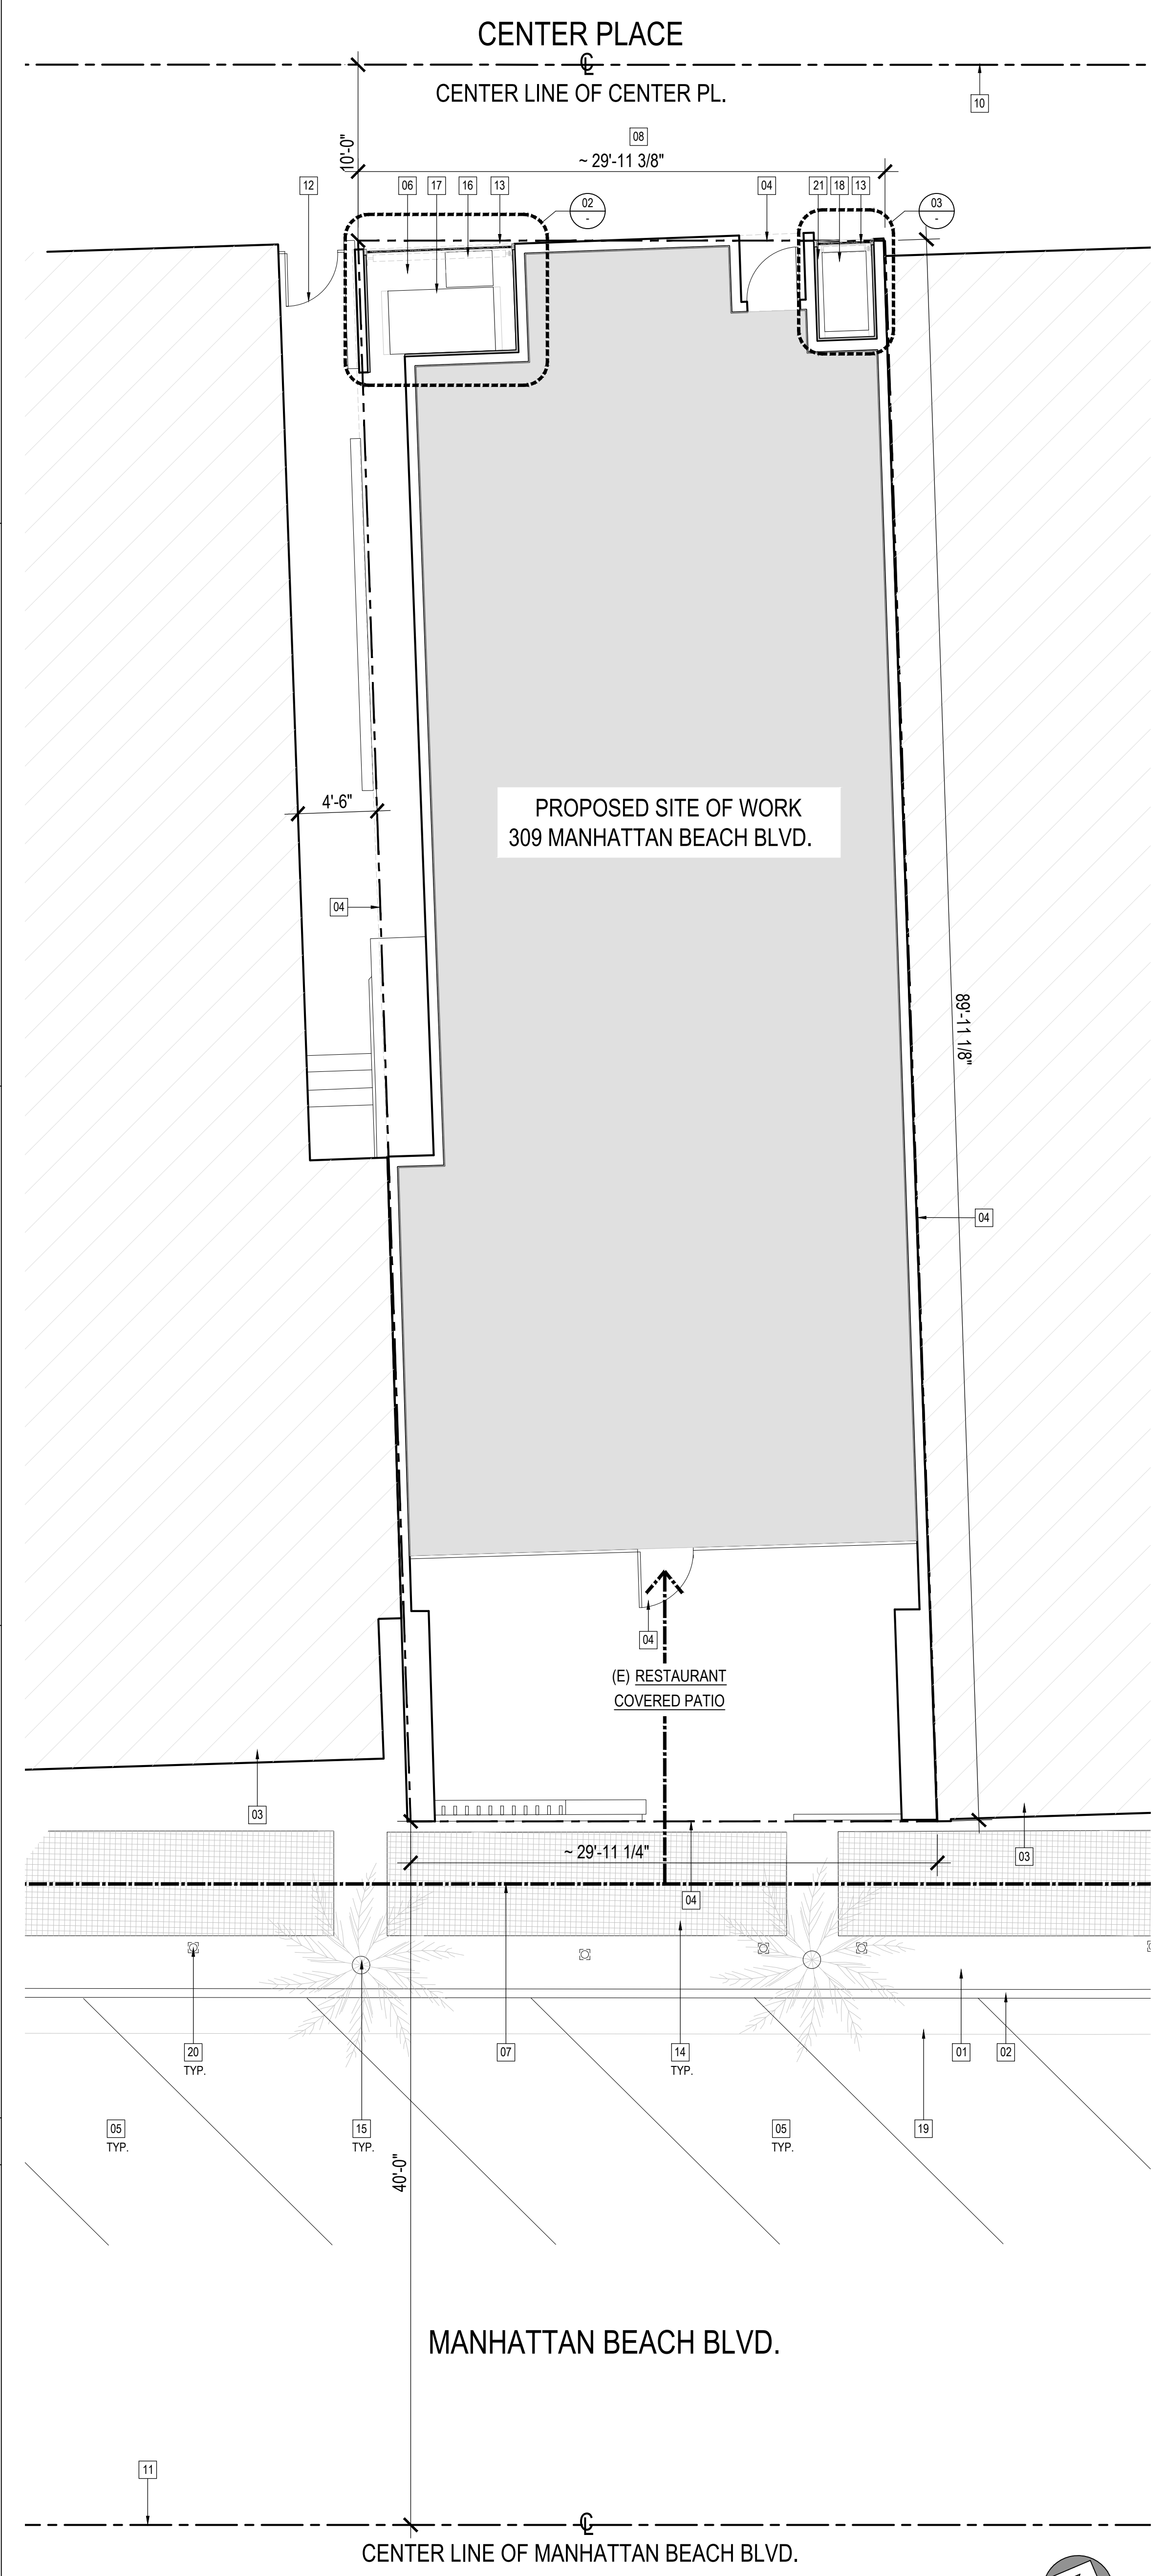 CENTER PLACE
CENTER LINE OF CENTER PL.
10
10'-0"
08
~ 29'-11 3/8"
12
06
17
16
13
02
-
04
21
18
13
03
-
4'-6"
PROPOSED SITE OF WORK
309 MANHATTAN BEACH BLVD.
04
89'-11 1/8"
04
04
(E) RESTAURANT
COVERED PATIO
03
03
~ 29'-11 1/4"
04
20
TYP.
07
14
TYP.
01
02
05
TYP.
15
TYP.
05
TYP.
19
40'-0"
MANHATTAN BEACH BLVD.
11
CENTER LINE OF MANHATTAN BEACH BLVD.